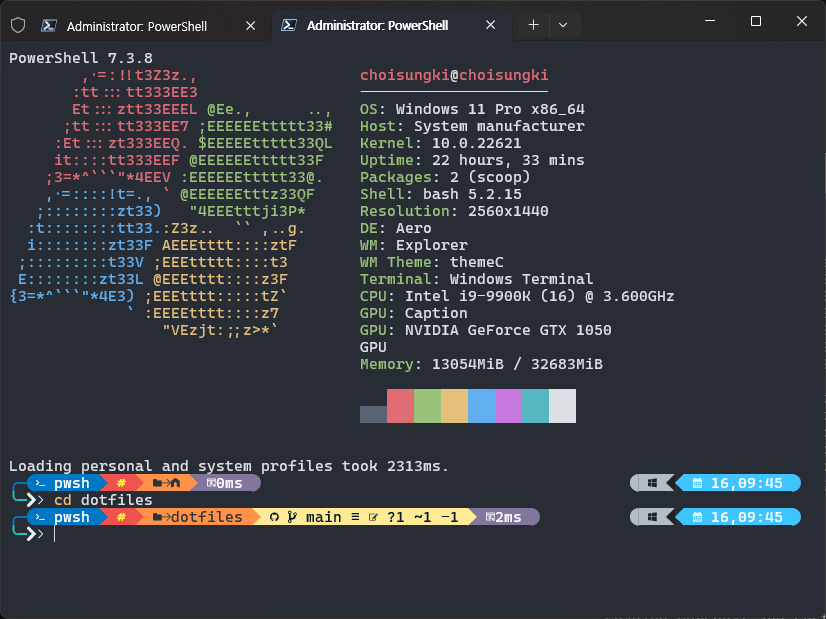 Administrator: PowerShell
Administrator: PowerShell
PowerShell 7.3.8
,.=:!!t3Z3z.,
:tt:::tt333EE3
Et:::ztt33EEEL @Ee., ..,
;tt:::tt333EE7 ;EEEEEEttttt33#
:Et:::zt333EEQ. $EEEEEttttt33QL
it::::tt333EEF @EEEEEEttttt33F
;3=*^```"*4EEV :EEEEEEttttt33@.
,.=::::!t=., ` @EEEEEEtttz33QF
;::::::::zt33) "4EEEtttji3P*
:t::::::::tt33.:Z3z.. `` ,..g.
i::::::::zt33F AEEEtttt::::ztF
;:::::::::t33V ;EEEttttt::::t3
E::::::::zt33L @EEEtttt::::z3F
{3=*^```"*4E3) ;EEEtttt:::::tZ`
` :EEEEtttt::::z7
"VEzjt:;;z>*`
choisungki@choisungki
OS: Windows 11 Pro x86_64
Host: System manufacturer
Kernel: 10.0.22621
Uptime: 22 hours, 33 mins
Packages: 2 (scoop)
Shell: bash 5.2.15
Resolution: 2560x1440
DE: Aero
WM: Explorer
WM Theme: themeC
Terminal: Windows Terminal
CPU: Intel i9-9900K (16) @ 3.600GHz
GPU: Caption
GPU: NVIDIA GeForce GTX 1050
GPU
Memory: 13054MiB / 32683MiB
Loading personal and system profiles took 2313ms.
pwsh # 0ms 16,09:45
cd dotfiles
pwsh # dotfiles main ≡ ?1 ~1 -1 2ms 16,09:45